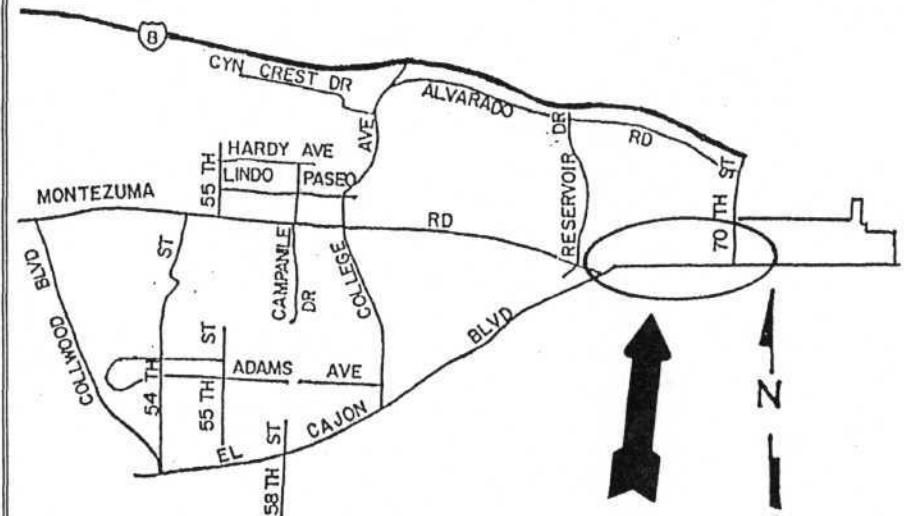 8
CYN CREST DR
ALVARADO
RD
AVE
DR
HARDY AVE
LINDO PASEO
55 TH
ST
MONTEZUMA
RD
RESERVOIR
70 TH
BLVD
COLLWOOD
ST
CAMPANILE
DR
COLLEGE
BLVD
ST
ADAMS AVE
54 TH
55 TH
N
CAJON
EL
ST
58 TH